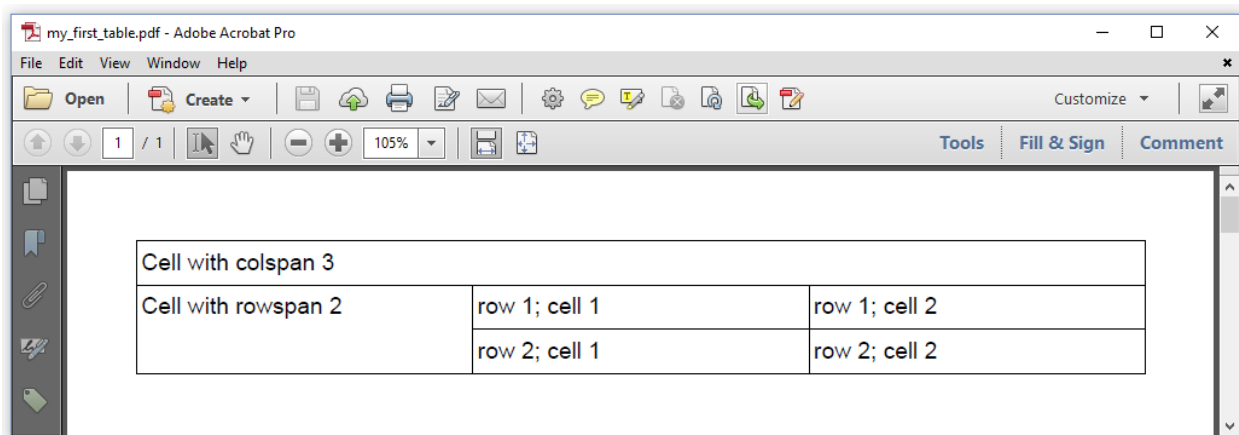 my_first_table.pdf - Adobe Acrobat Pro
File Edit View Window Help
Open Create Customize
1 / 1 105% Tools Fill & Sign Comment
Cell with colspan 3
Cell with rowspan 2 row 1; cell 1 row 1; cell 2
row 2; cell 1 row 2; cell 2